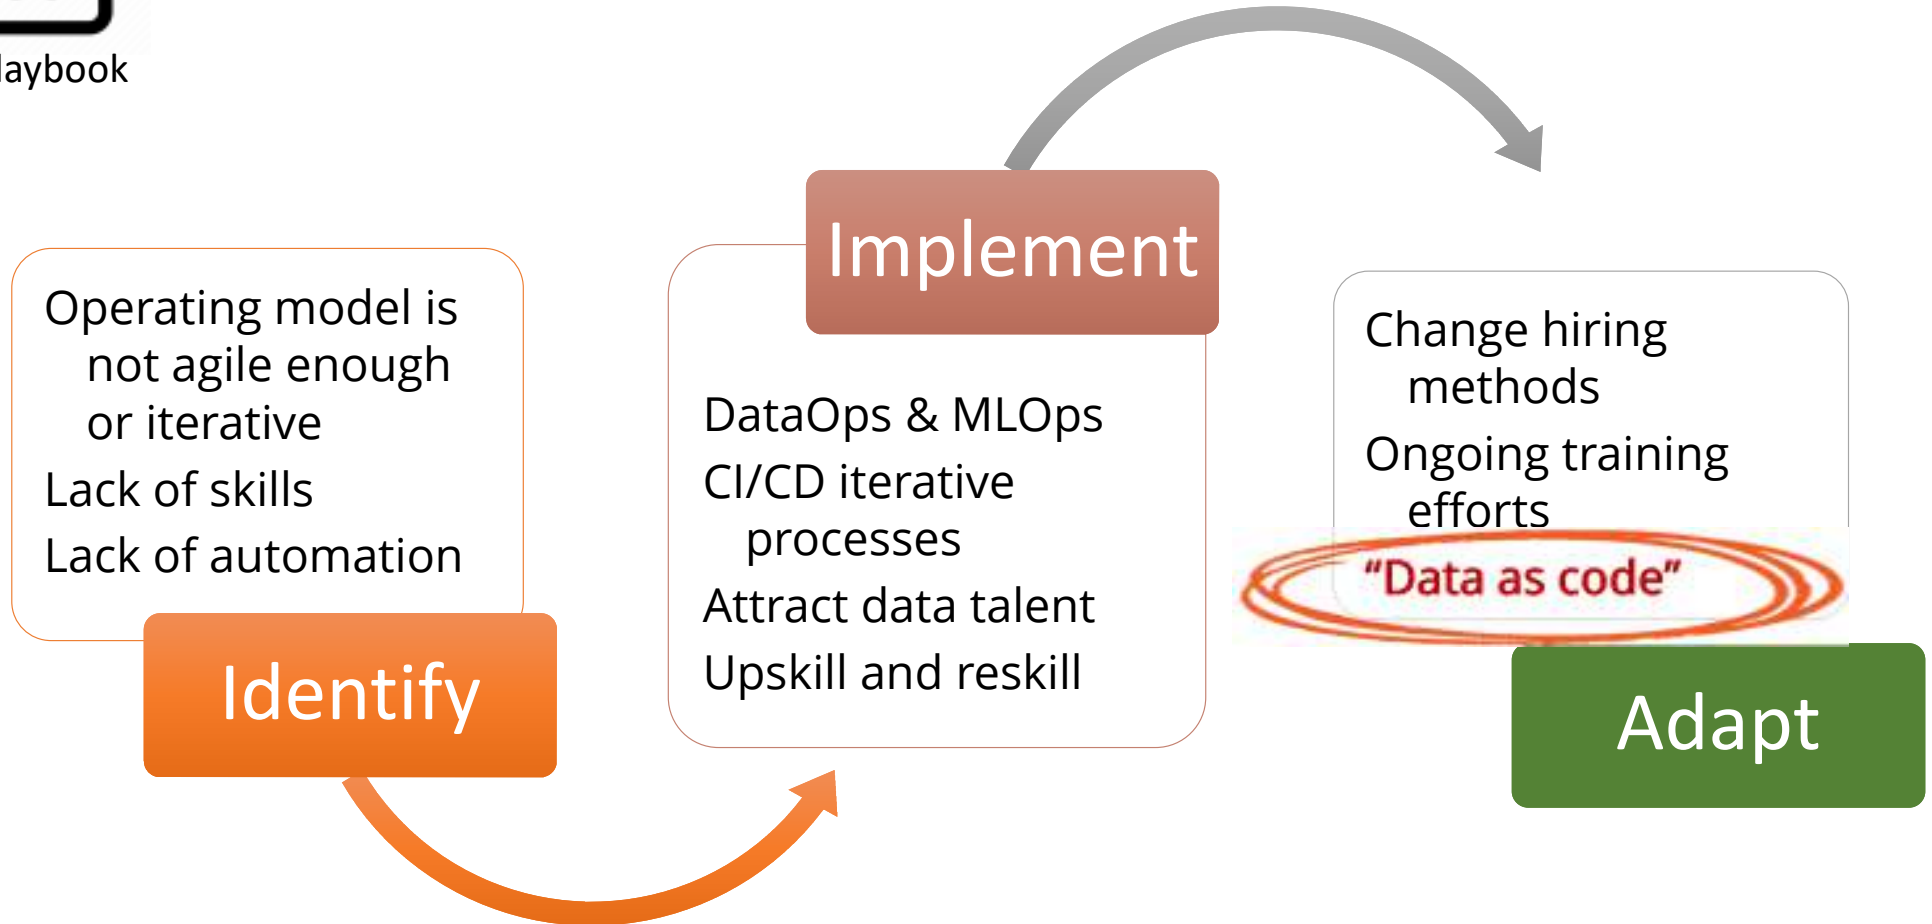 Operating model is
not agile enough
or iterative
Lack of skills
Lack of automation
Identify
Implement
DataOps & MLOps
CI/CD iterative
processes
Attract data talent
Upskill and reskill
Change hiring
methods
Ongoing training
efforts
"Data as code"
Adapt